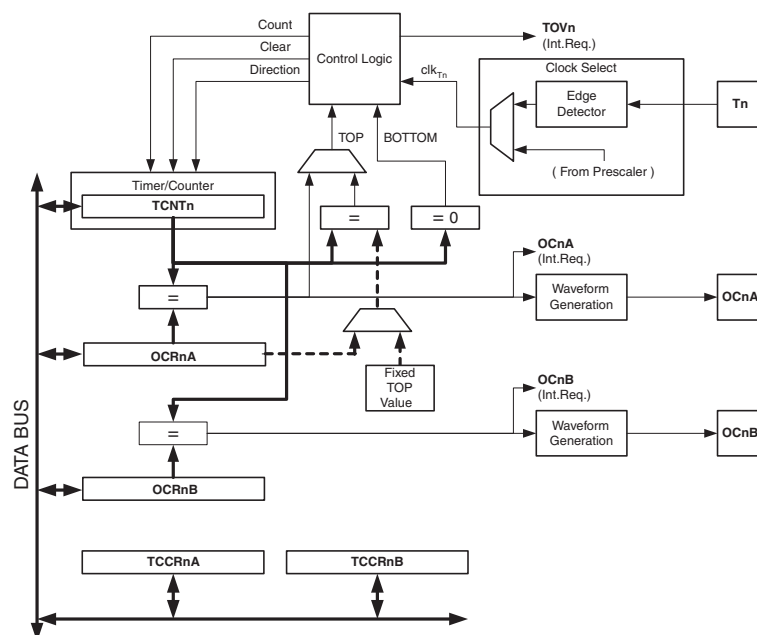 Count
Clear
Direction
Control Logic
TOVn
(Int.Req.)
clkTn
Clock Select
Edge
Detector
Tn
( From Prescaler )
TOP
BOTTOM
Timer/Counter
TCNTn
=
= 0
OCnA
(Int.Req.)
=
Waveform
Generation
OCnA
OCRnA
Fixed
TOP
Value
OCnB
(Int.Req.)
=
Waveform
Generation
OCnB
OCRnB
DATA BUS
TCCRnA
TCCRnB